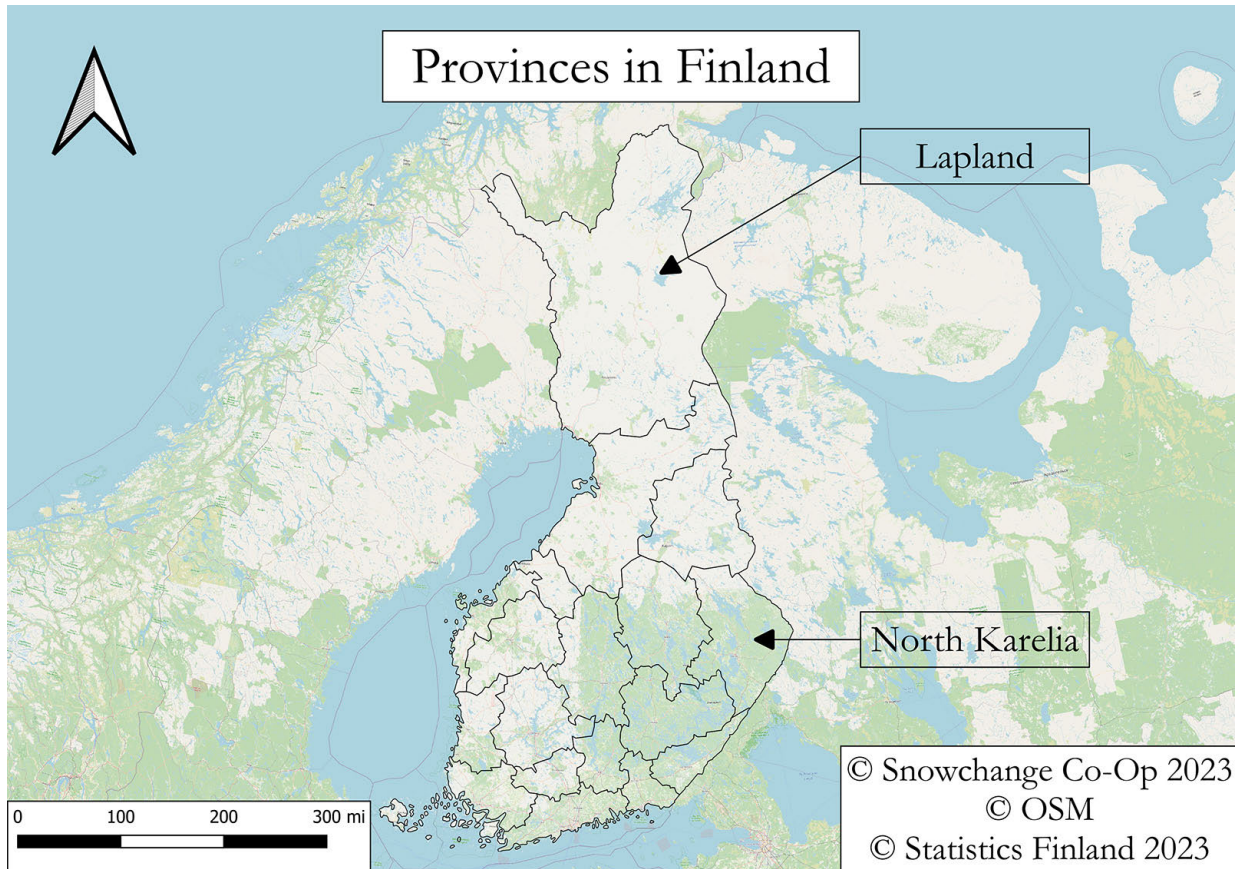 Provinces in Finland
Lapland
North Karelia
© Snowchange Co-Op 2023
© OSM
© Statistics Finland 2023
0 100 200 300 mi